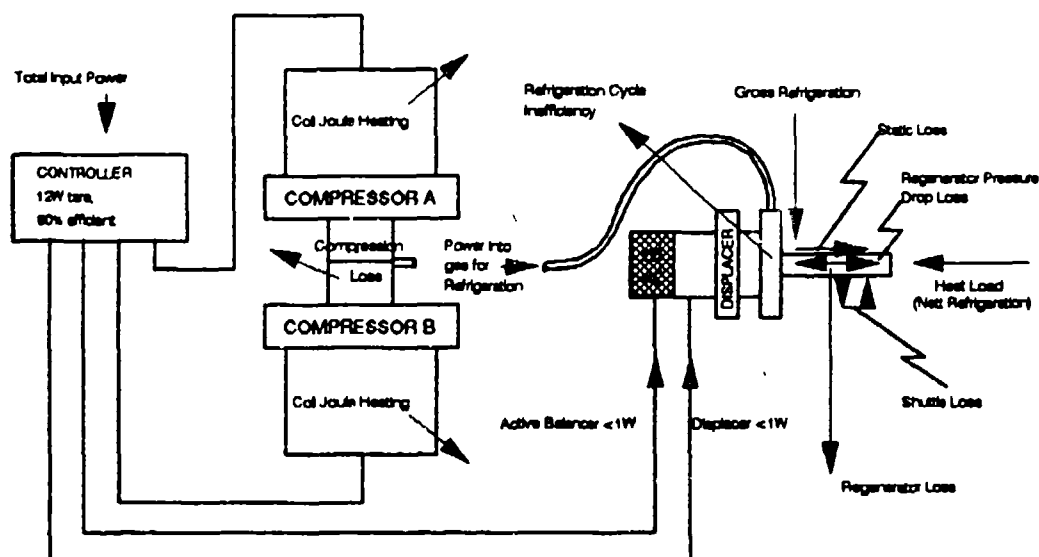 Total Input Power
CONTROLLER
12W tare,
80% efficient
Coil Joule Heating
COMPRESSOR A
Compression
Loss
COMPRESSOR B
Coil Joule Heating
Power into
gas for
Refrigeration
Refrigeration Cycle
Inefficiency
Gross Refrigeration
Static Loss
Regenerator Pressure
Drop Loss
DISPLACER
Heat Load
(Nett Refrigeration)
Shuttle Loss
Active Balancer <1W
Displacer <1W
Regenerator Loss